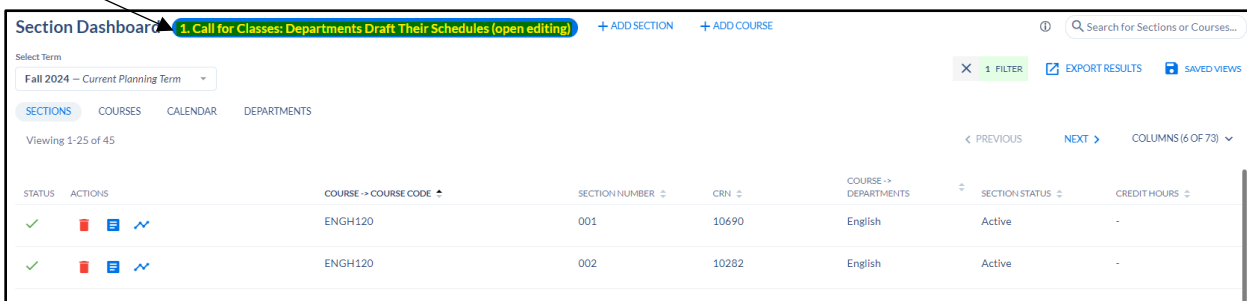 Section Dashboard 1. Call for Classes: Departments Draft Their Schedules (open editing) + ADD SECTION + ADD COURSE Search for Sections or Courses...
Select Term
Fall 2024 – Current Planning Term
1 FILTER EXPORT RESULTS SAVED VIEWS
SECTIONS COURSES CALENDAR DEPARTMENTS
Viewing 1-25 of 45 < PREVIOUS NEXT > COLUMNS (6 OF 73)
STATUS ACTIONS COURSE -> COURSE CODE SECTION NUMBER CRN COURSE -> DEPARTMENTS SECTION STATUS CREDIT HOURS
ENGH120 001 10690 English Active -
ENGH120 002 10282 English Active -